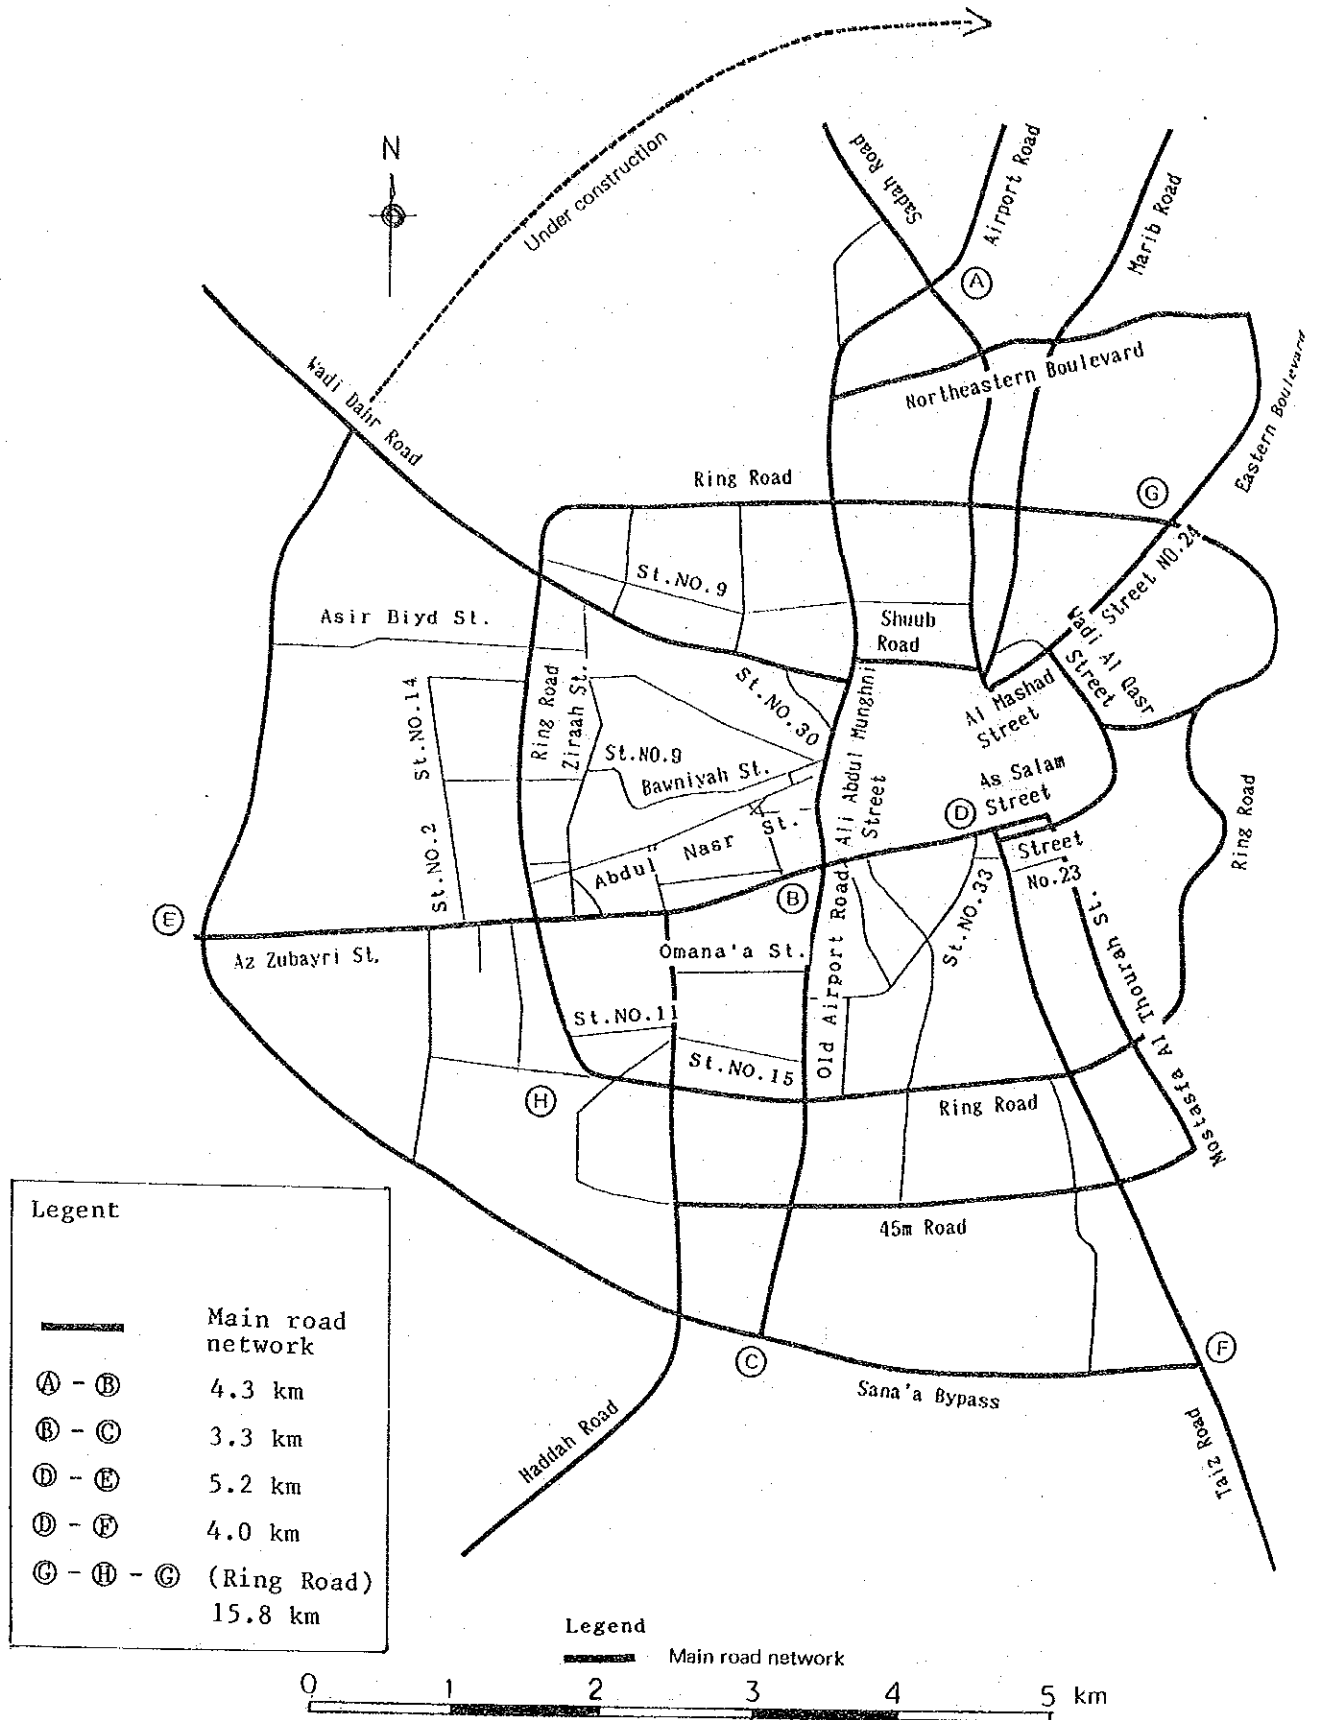 N
Under construction
Sadah Road
Airport Road
Marib Road
A
Wadi Dahr Road
Northeastern Boulevard
Eastern Boulevard
Ring Road
G
St.NO.9
Street NO.24
Asir Biyd St.
Shuub
Road
Wadi Al Qasr
Street
St.NO.14
Ring Road
Ziraah St.
St.NO.30
Al Mashad
Street
St.NO.9
Bawniyah St.
Ali Abdul Munghni
Street
As Salam
Street
D
Ring Road
St.NO.2
Abdul Nasr St.
Street
No.23
B
St.NO.33
E
Az Zubayri St.
Omana'a St.
Old Airport Road
Mostasfa Al Thourah St.
St.NO.11
St.NO.15
H
Ring Road
45m Road
C
F
Sana'a Bypass
Haddah Road
Taiz Road
Legent
Main road
network
A - B 4.3 km
B - C 3.3 km
D - E 5.2 km
D - F 4.0 km
G - H - G (Ring Road)
15.8 km
Legend
Main road network
0 1 2 3 4 5 km